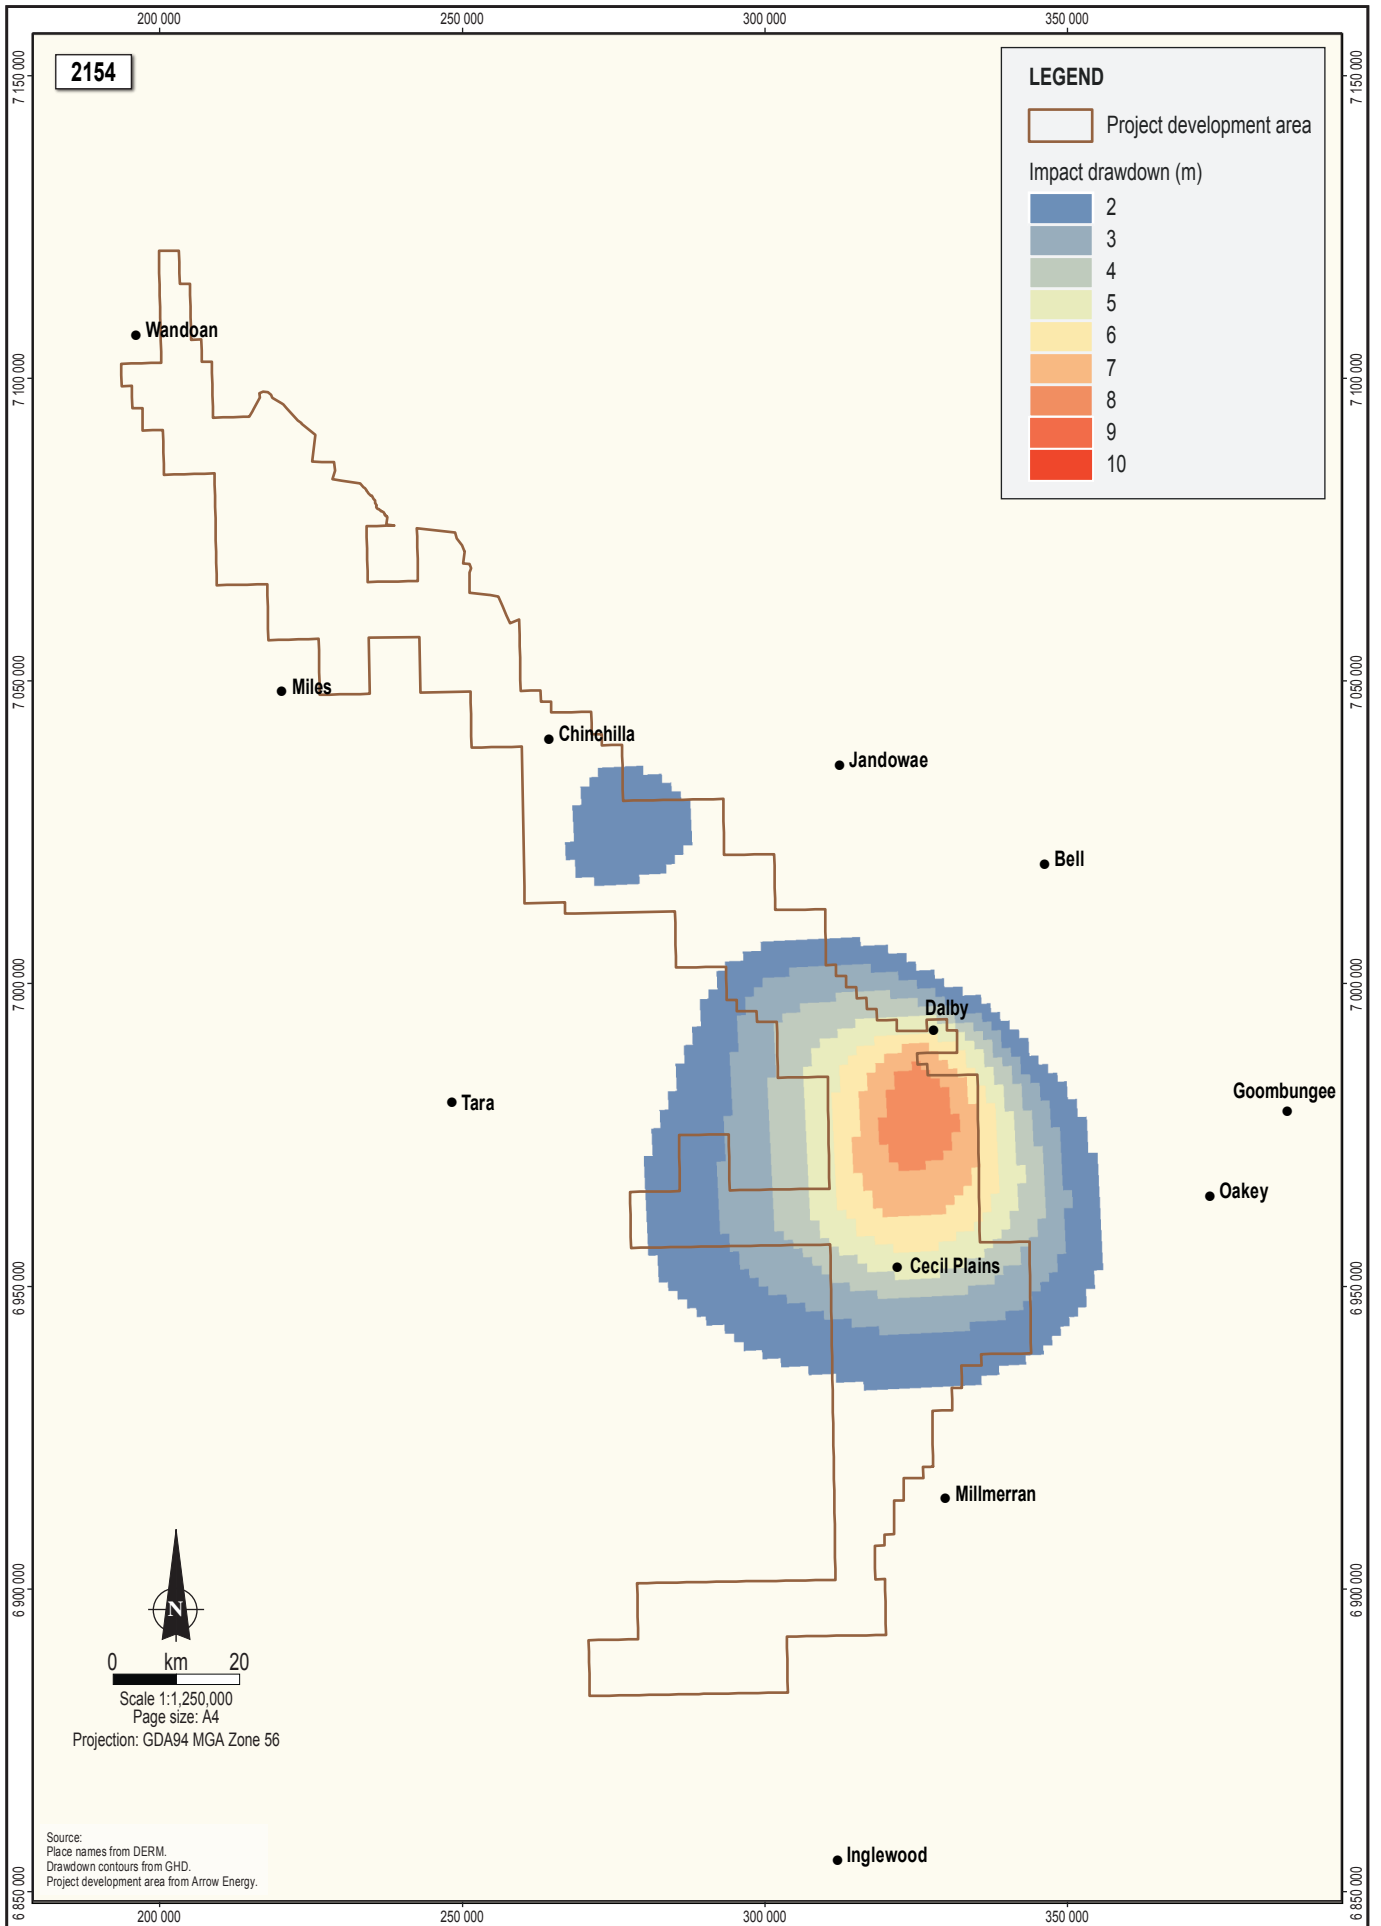 200 000
250 000
300 000
350 000
2154
7 150 000
7 150 000
LEGEND
Project development area
Impact drawdown (m)
2
3
4
5
6
7
8
9
10
Wandoan
7 100 000
7 100 000
Miles
7 050 000
7 050 000
Chinchilla
Jandowae
Bell
7 000 000
7 000 000
Dalby
Tara
Goombungee
Oakey
Cecil Plains
6 950 000
6 950 000
Millmerran
6 900 000
6 900 000
N
0 km 20
Scale 1:1,250,000
Page size: A4
Projection: GDA94 MGA Zone 56
Source:
Place names from DERM.
Drawdown contours from GHD.
Project development area from Arrow Energy.
Inglewood
6 850 000
6 850 000
200 000
250 000
300 000
350 000